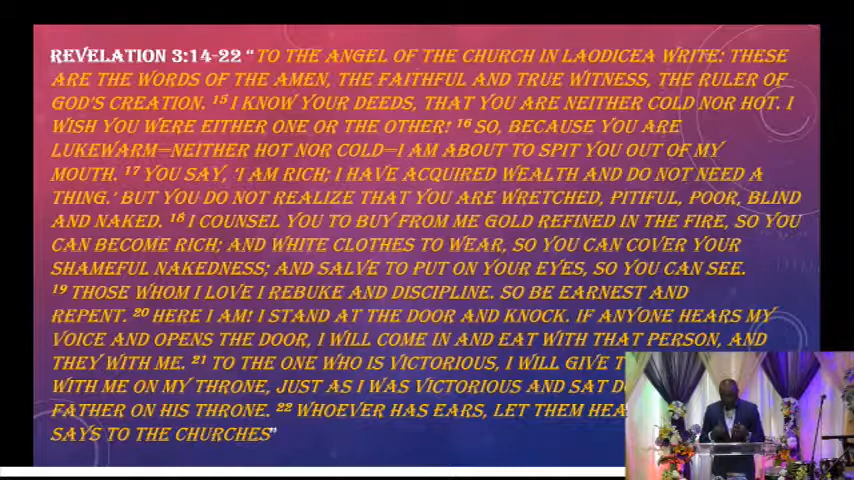 REVELATION 3:14-22 “TO THE ANGEL OF THE CHURCH IN LAODICEA WRITE: THESE
ARE THE WORDS OF THE AMEN, THE FAITHFUL AND TRUE WITNESS, THE RULER OF
GOD’S CREATION. 15 I KNOW YOUR DEEDS, THAT YOU ARE NEITHER COLD NOR HOT. I
WISH YOU WERE EITHER ONE OR THE OTHER! 16 SO, BECAUSE YOU ARE
LUKEWARM—NEITHER HOT NOR COLD—I AM ABOUT TO SPIT YOU OUT OF MY
MOUTH. 17 YOU SAY, ‘I AM RICH; I HAVE ACQUIRED WEALTH AND DO NOT NEED A
THING.’ BUT YOU DO NOT REALIZE THAT YOU ARE WRETCHED, PITIFUL, POOR, BLIND
AND NAKED. 18 I COUNSEL YOU TO BUY FROM ME GOLD REFINED IN THE FIRE, SO YOU
CAN BECOME RICH; AND WHITE CLOTHES TO WEAR, SO YOU CAN COVER YOUR
SHAMEFUL NAKEDNESS; AND SALVE TO PUT ON YOUR EYES, SO YOU CAN SEE.
19 THOSE WHOM I LOVE I REBUKE AND DISCIPLINE. SO BE EARNEST AND
REPENT. 20 HERE I AM! I STAND AT THE DOOR AND KNOCK. IF ANYONE HEARS MY
VOICE AND OPENS THE DOOR, I WILL COME IN AND EAT WITH THAT PERSON, AND
THEY WITH ME. 21 TO THE ONE WHO IS VICTORIOUS, I WILL GIVE
WITH ME ON MY THRONE, JUST AS I WAS VICTORIOUS AND SAT
FATHER ON HIS THRONE. 22 WHOEVER HAS EARS, LET THEM
SAYS TO THE CHURCHES”